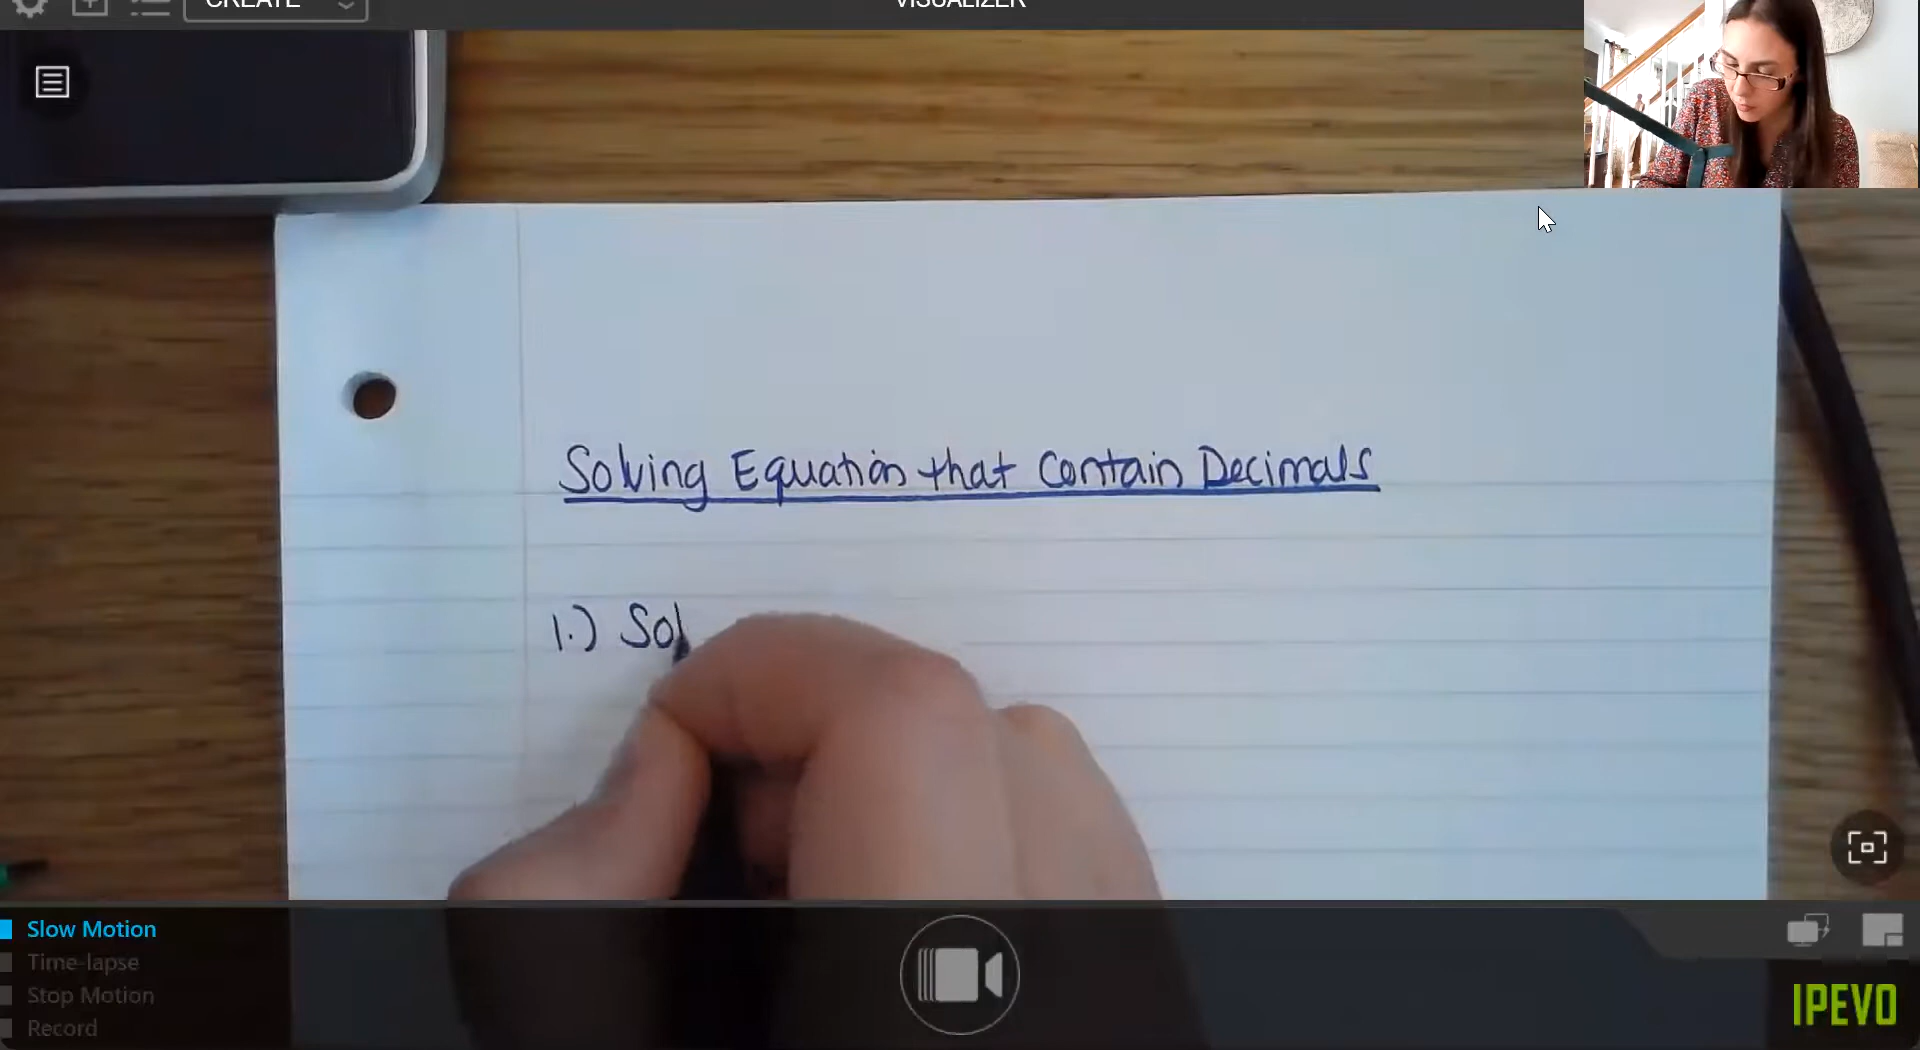 CREATE
VISUALIZER
Solving Equation that Contain Decimals
1.) Sol
Slow Motion
Time-lapse
Stop Motion
Record
IPEVO